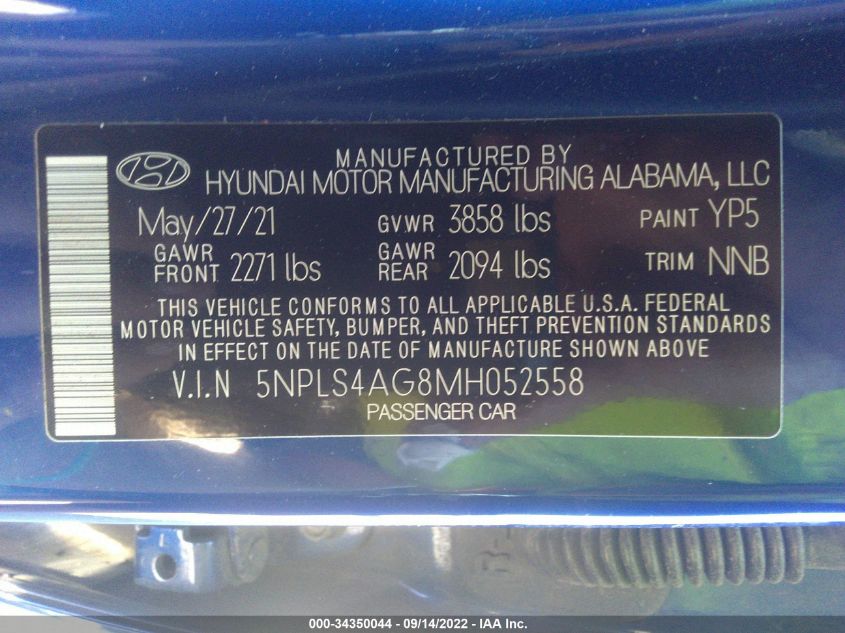 MANUFACTURED BY
HYUNDAI MOTOR MANUFACTURING ALABAMA, LLC
May/27/21 GVWR 3858 lbs PAINT YP5
GAWR FRONT 2271 lbs GAWR REAR 2094 lbs TRIM NNB
THIS VEHICLE CONFORMS TO ALL APPLICABLE U.S.A. FEDERAL
MOTOR VEHICLE SAFETY, BUMPER, AND THEFT PREVENTION STANDARDS
IN EFFECT ON THE DATE OF MANUFACTURE SHOWN ABOVE
V.I.N 5NPLS4AG8MH052558
PASSENGER CAR
000-34350044 - 09/14/2022 - IAA Inc.